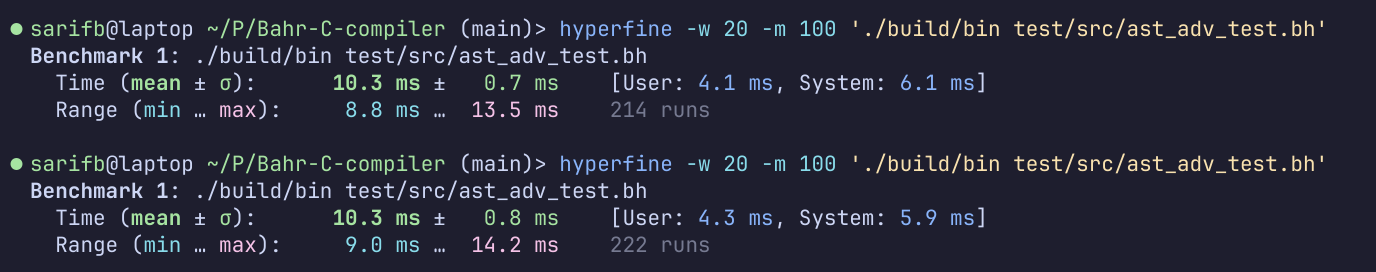 sarifb@laptop ~/P/Bahr-C-compiler (main)> hyperfine -w 20 -m 100 './build/bin test/src/ast_adv_test.bh'
Benchmark 1: ./build/bin test/src/ast_adv_test.bh
Time (mean ± σ): 10.3 ms ± 0.7 ms [User: 4.1 ms, System: 6.1 ms]
Range (min … max): 8.8 ms … 13.5 ms 214 runs
sarifb@laptop ~/P/Bahr-C-compiler (main)> hyperfine -w 20 -m 100 './build/bin test/src/ast_adv_test.bh'
Benchmark 1: ./build/bin test/src/ast_adv_test.bh
Time (mean ± σ): 10.3 ms ± 0.8 ms [User: 4.3 ms, System: 5.9 ms]
Range (min … max): 9.0 ms … 14.2 ms 222 runs